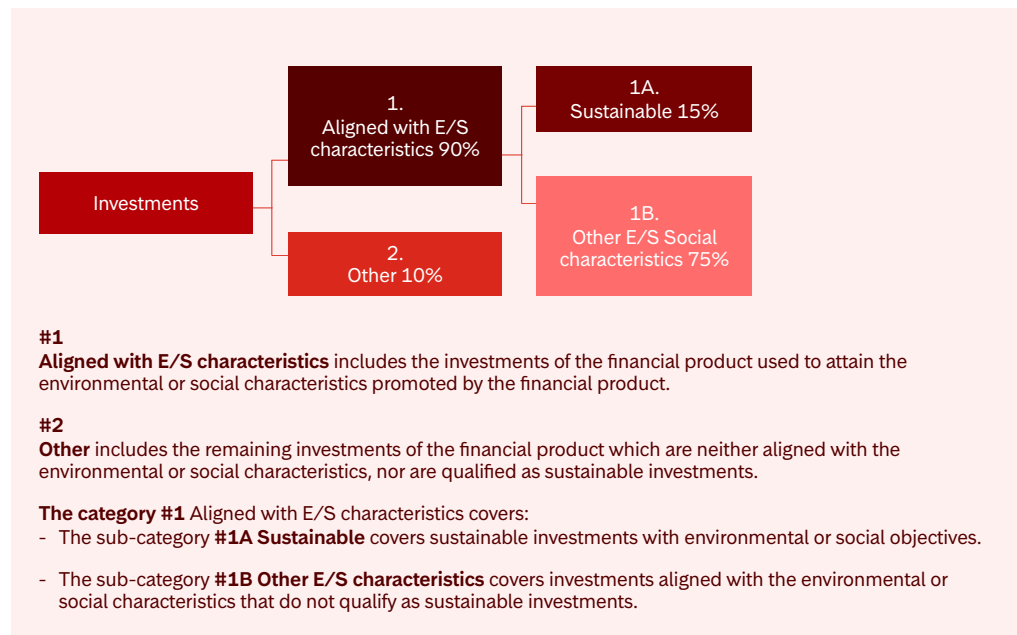 1.
Aligned with E/S
characteristics 90%
1A.
Sustainable 15%
Investments
1B.
Other E/S Social
characteristics 75%
2.
Other 10%
#1
Aligned with E/S characteristics includes the investments of the financial product used to attain the
environmental or social characteristics promoted by the financial product.
#2
Other includes the remaining investments of the financial product which are neither aligned with the
environmental or social characteristics, nor are qualified as sustainable investments.
The category #1 Aligned with E/S characteristics covers:
- The sub-category #1A Sustainable covers sustainable investments with environmental or social objectives.
- The sub-category #1B Other E/S characteristics covers investments aligned with the environmental or
social characteristics that do not qualify as sustainable investments.